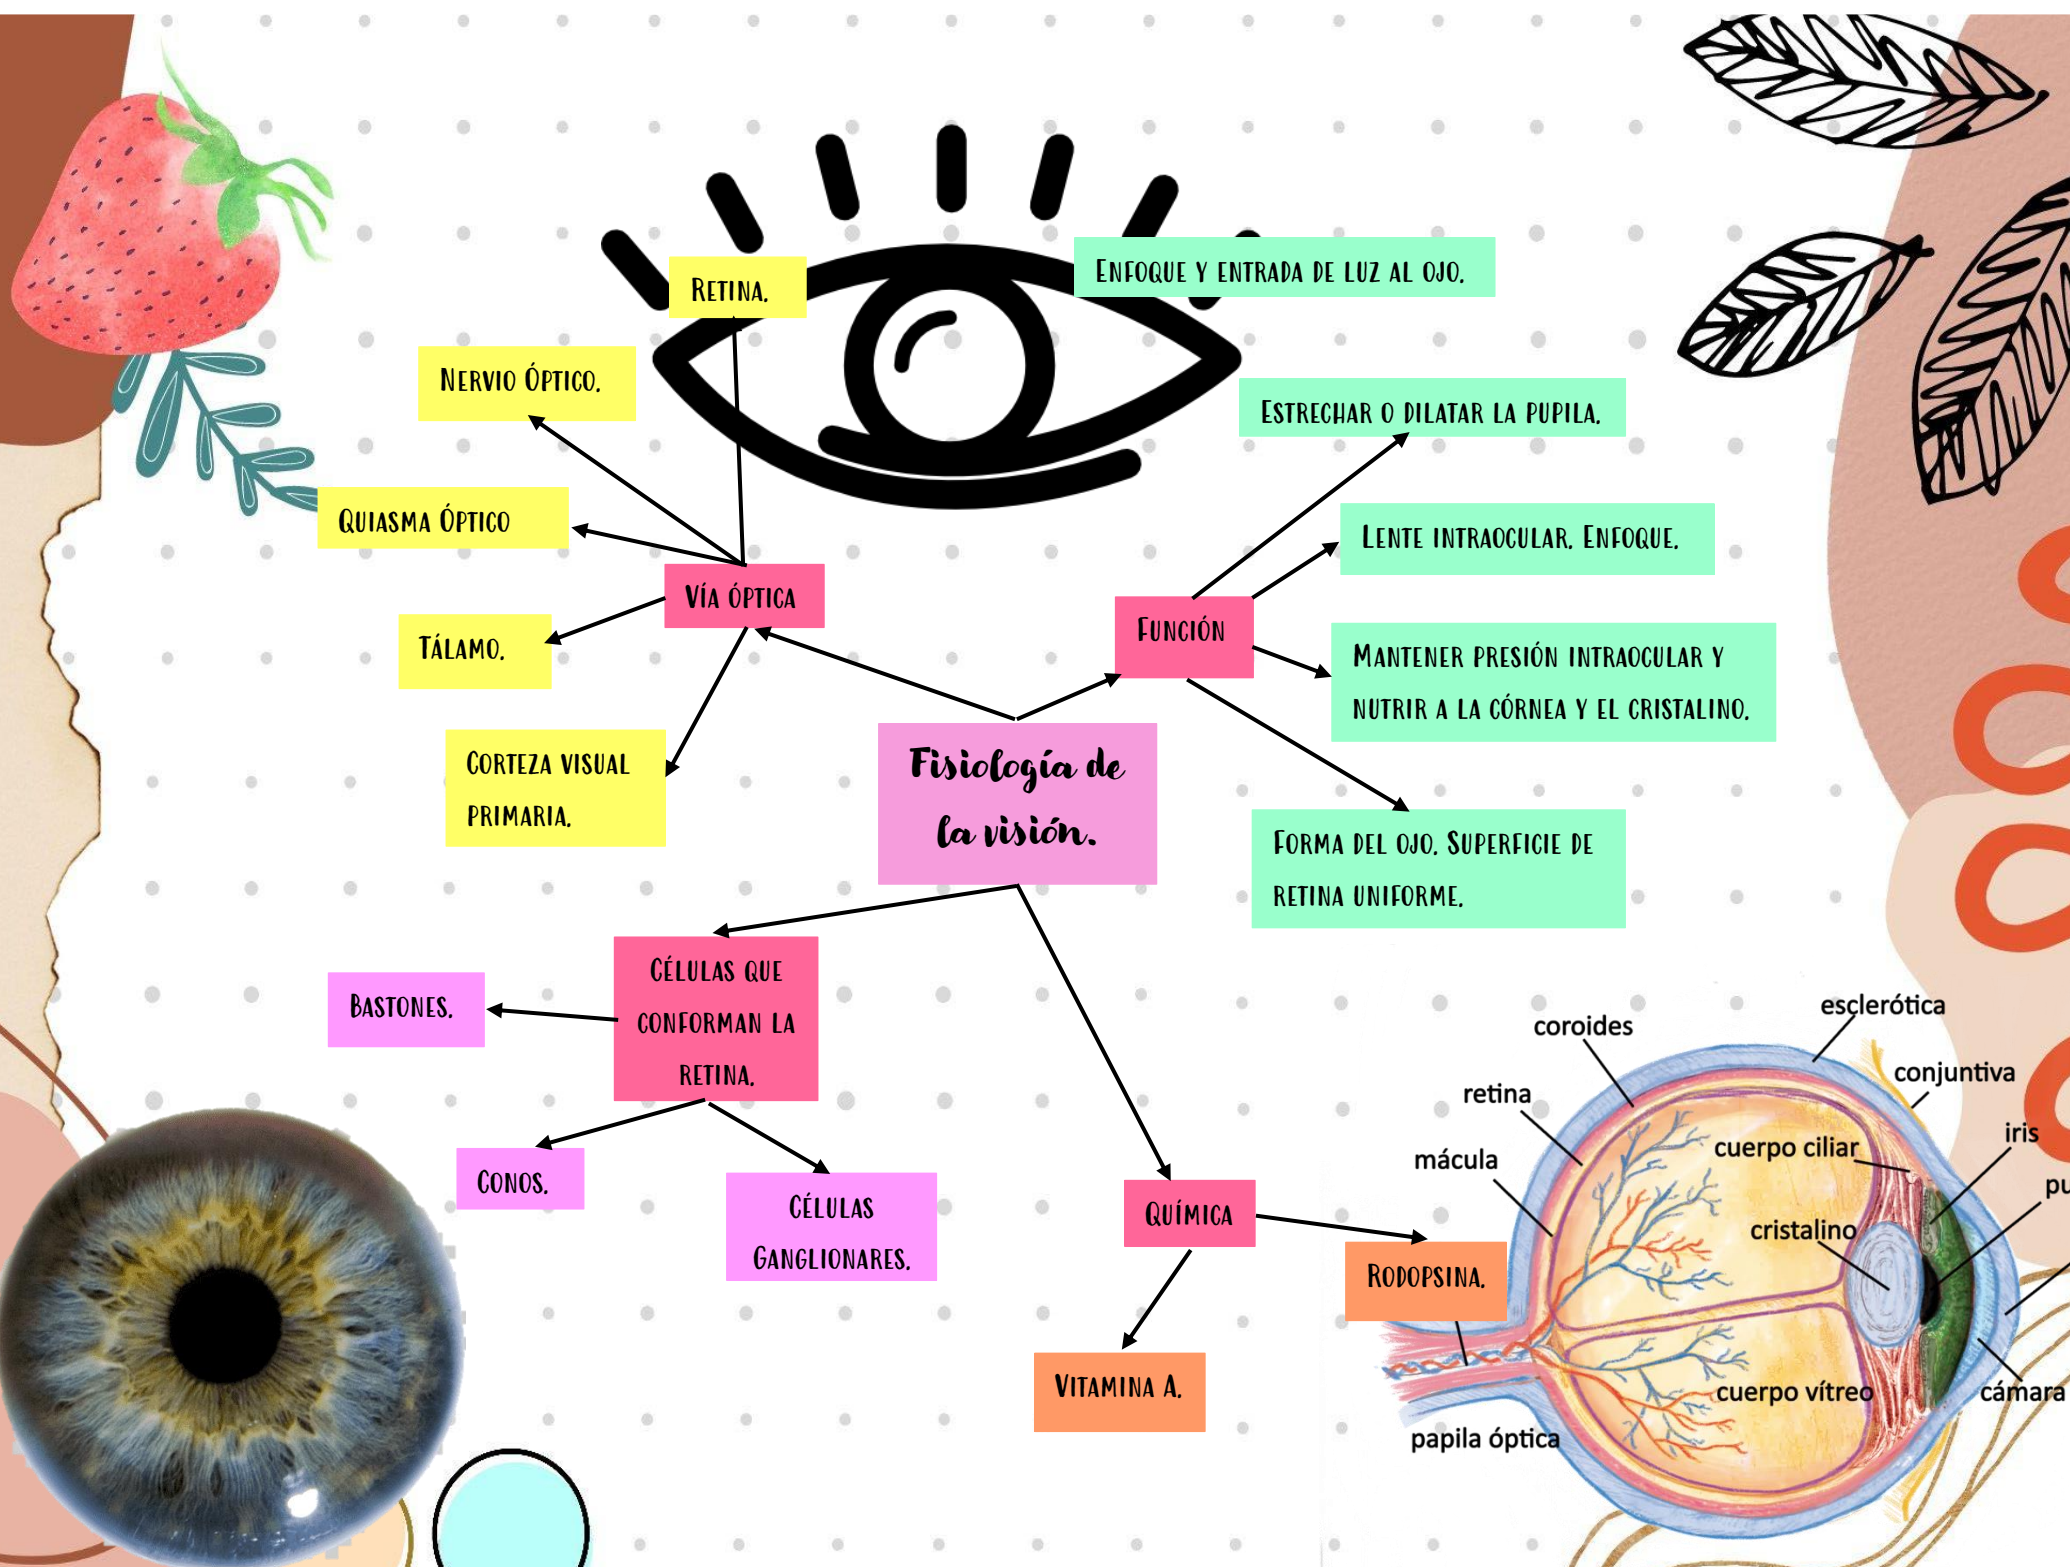 Retina.
Enfoque y entrada de luz al ojo.
Nervio Óptico.
Estrechar o dilatar la pupila.
Quiasma Óptico
Lente intraocular. Enfoque.
Vía óptica
Función
Tálamo.
Mantener presión intraocular y
nutrir a la córnea y el cristalino.
Corteza visual
primaria.
Fisiología de
la visión.
Forma del ojo. Superficie de
retina uniforme.
Células que
conforman la
retina.
Bastones.
Conos.
Células
Ganglionares.
Química
Rodopsina.
Vitamina A.
esclerótica
coroides
conjuntiva
retina
iris
cuerpo ciliar
mácula
pu
cristalino
cuerpo vítreo
cámara
papila óptica